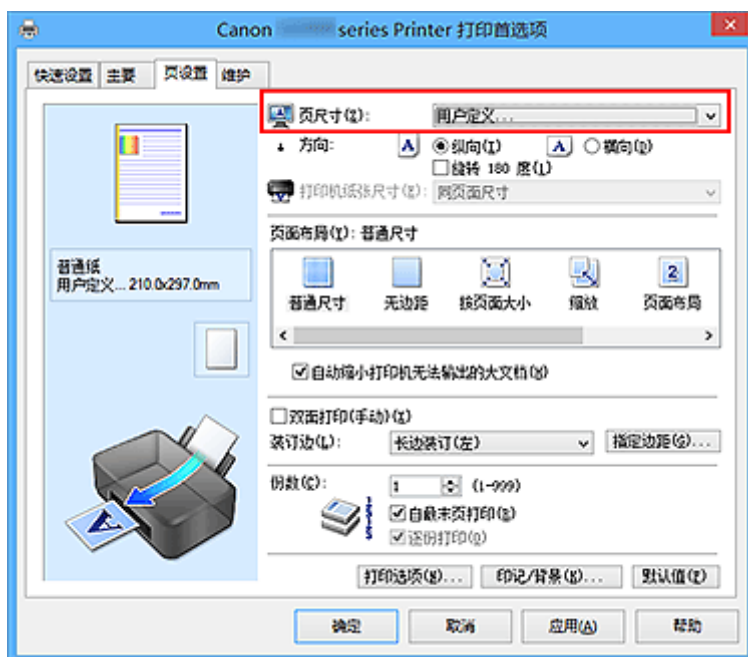 Canon series Printer 打印首选项
快速设置 主要 页设置 维护
页尺寸(Z): 用户定义...
方向: A 纵向(I) A 横向(D)
旋转 180 度(L)
打印机纸张尺寸(E): 同页面尺寸
页面布局(Y): 普通尺寸
普通纸
用户定义... 210.0x297.0mm
普通尺寸 无边距 按页面大小 缩放 页面布局
自动缩小打印机无法输出的大文档(W)
双面打印(手动)(X)
装订边(L): 长边装订(左) 指定边距(G)...
份数(C): 1 (1-999)
自最末页打印(S)
逐份打印(O)
打印选项(N)... 印记/背景(K)... 默认值(F)
确定 取消 应用(A) 帮助